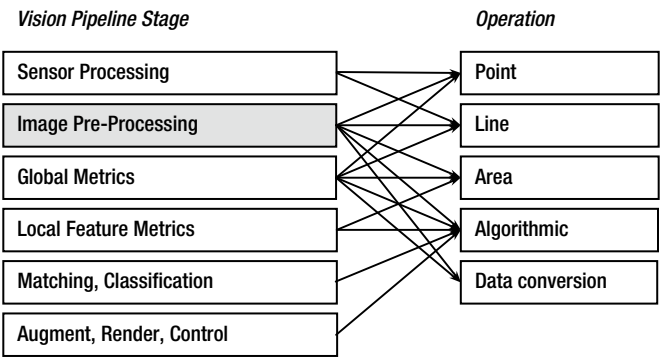 Vision Pipeline Stage
Operation
Sensor Processing
Point
Image Pre-Processing
Line
Global Metrics
Area
Local Feature Metrics
Algorithmic
Matching, Classification
Data conversion
Augment, Render, Control